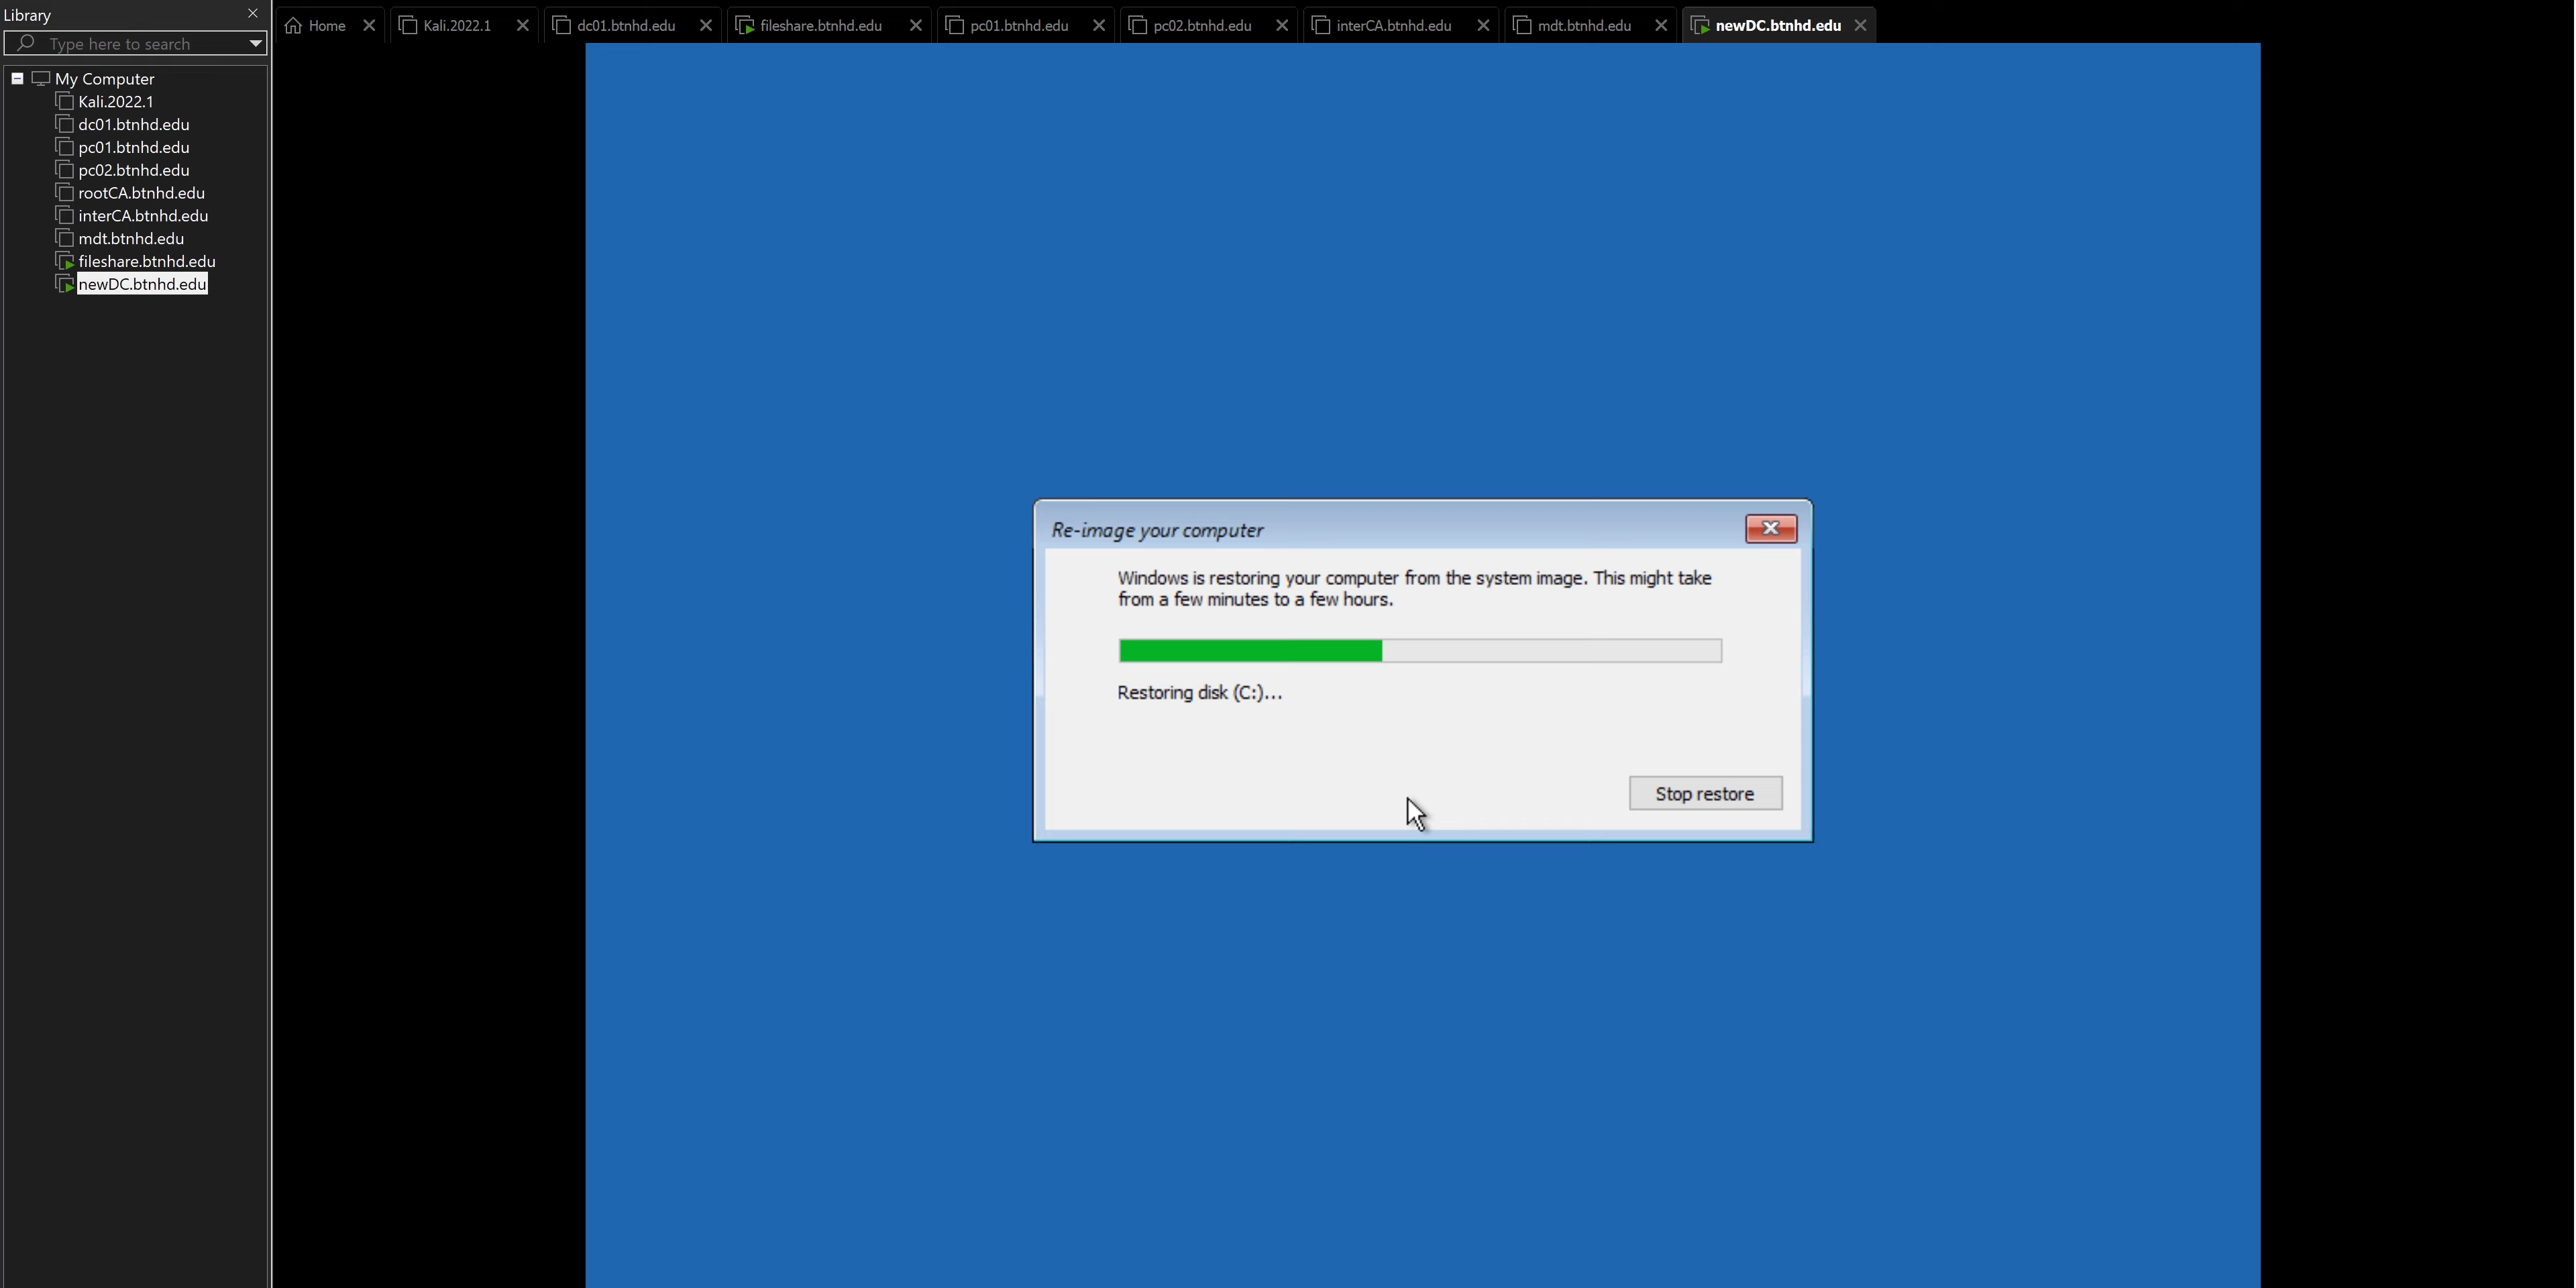 Library
Type here to search
My Computer
Kali.2022.1
dc01.btnhd.edu
pc01.btnhd.edu
pc02.btnhd.edu
rootCA.btnhd.edu
interCA.btnhd.edu
mdt.btnhd.edu
fileshare.btnhd.edu
newDC.btnhd.edu
Home
Kali.2022.1
dc01.btnhd.edu
fileshare.btnhd.edu
pc01.btnhd.edu
pc02.btnhd.edu
interCA.btnhd.edu
mdt.btnhd.edu
newDC.btnhd.edu
Re-image your computer
Windows is restoring your computer from the system image. This might take
from a few minutes to a few hours.
Restoring disk (C:)...
Stop restore